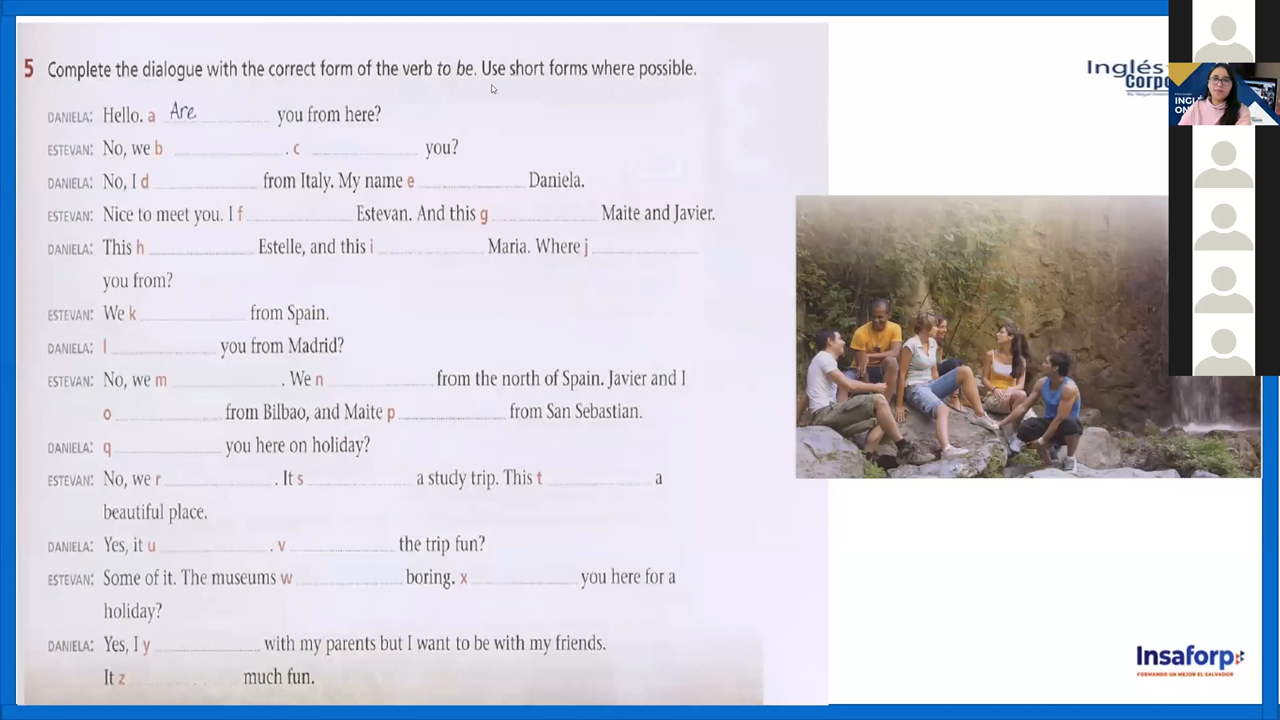 5 Complete the dialogue with the correct form of the verb to be. Use short forms where possible.
DANIELA: Hello. a Are you from here?
ESTEVAN: No, we b . c you?
DANIELA: No, I d from Italy. My name e Daniela.
ESTEVAN: Nice to meet you. I f Estevan. And this g Maite and Javier.
DANIELA: This h Estelle, and this i Maria. Where j
you from?
ESTEVAN: We k from Spain.
DANIELA: l you from Madrid?
ESTEVAN: No, we m . We n from the north of Spain. Javier and I
o from Bilbao, and Maite p from San Sebastian.
DANIELA: q you here on holiday?
ESTEVAN: No, we r . It s a study trip. This t a
beautiful place.
DANIELA: Yes, it u . v the trip fun?
ESTEVAN: Some of it. The museums w boring. x you here for a
holiday?
DANIELA: Yes, I y with my parents but I want to be with my friends.
It z much fun.
Inglés
Corpo
INGLÉ
ON
Insaforp
FORMANDO UN MEJOR EL SALVADOR